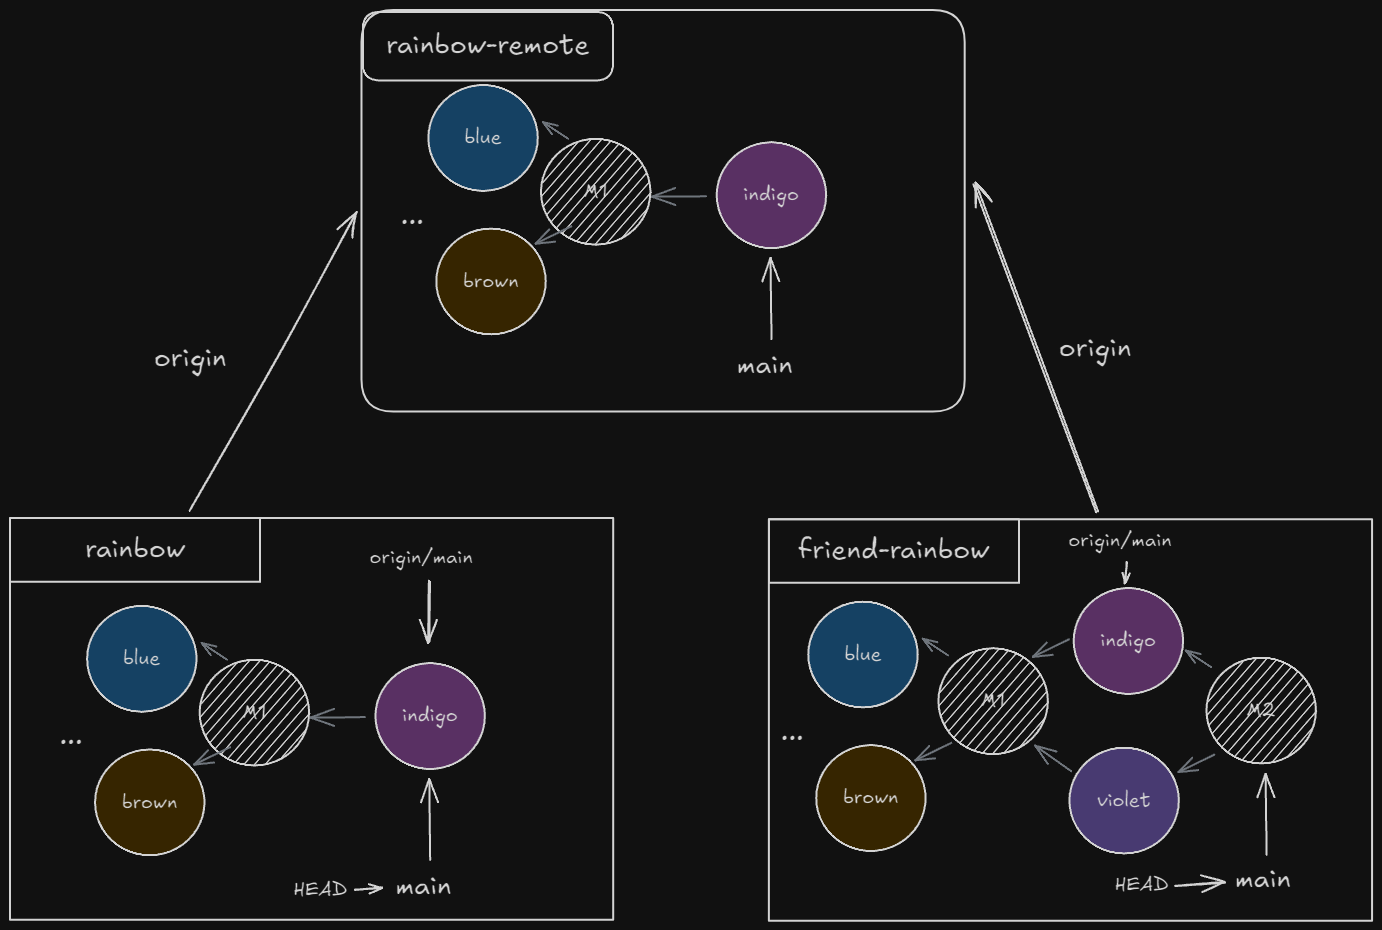 rainbow-remote
blue
M1
indigo
...
brown
main
origin
origin
rainbow
origin/main
blue
M1
indigo
...
brown
HEAD
main
friend-rainbow
origin/main
indigo
blue
M1
M2
...
brown
violet
HEAD
main